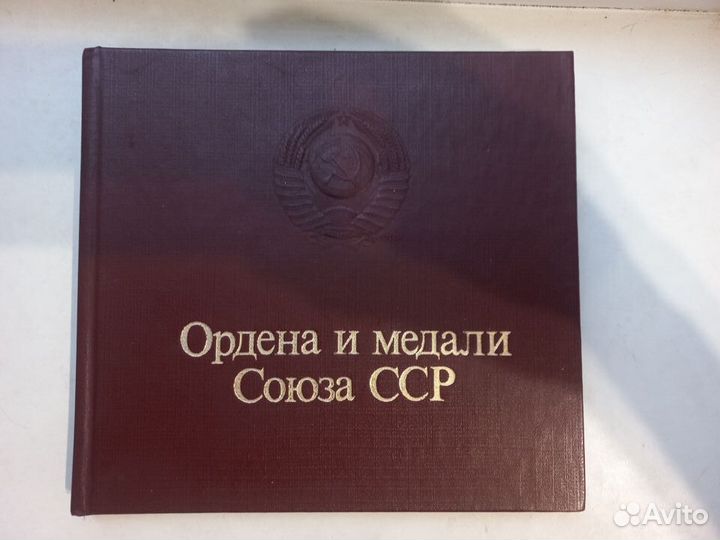 Ордена и медали
Союза ССР
Avito